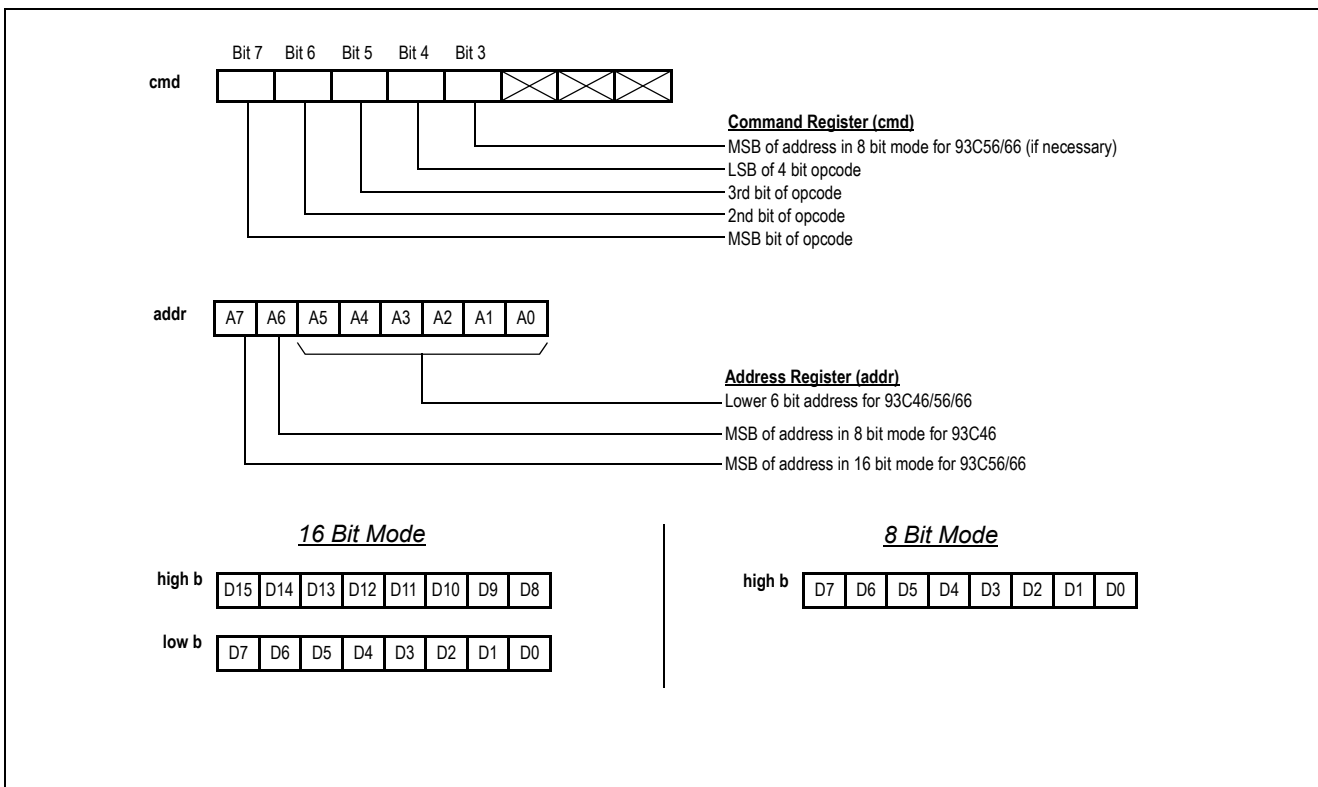 Bit 7 Bit 6 Bit 5 Bit 4 Bit 3
cmd
Command Register (cmd)
MSB of address in 8 bit mode for 93C56/66 (if necessary)
LSB of 4 bit opcode
3rd bit of opcode
2nd bit of opcode
MSB bit of opcode
addr A7 A6 A5 A4 A3 A2 A1 A0
Address Register (addr)
Lower 6 bit address for 93C46/56/66
MSB of address in 8 bit mode for 93C46
MSB of address in 16 bit mode for 93C56/66
16 Bit Mode
high b D15 D14 D13 D12 D11 D10 D9 D8
low b D7 D6 D5 D4 D3 D2 D1 D0
8 Bit Mode
high b D7 D6 D5 D4 D3 D2 D1 D0